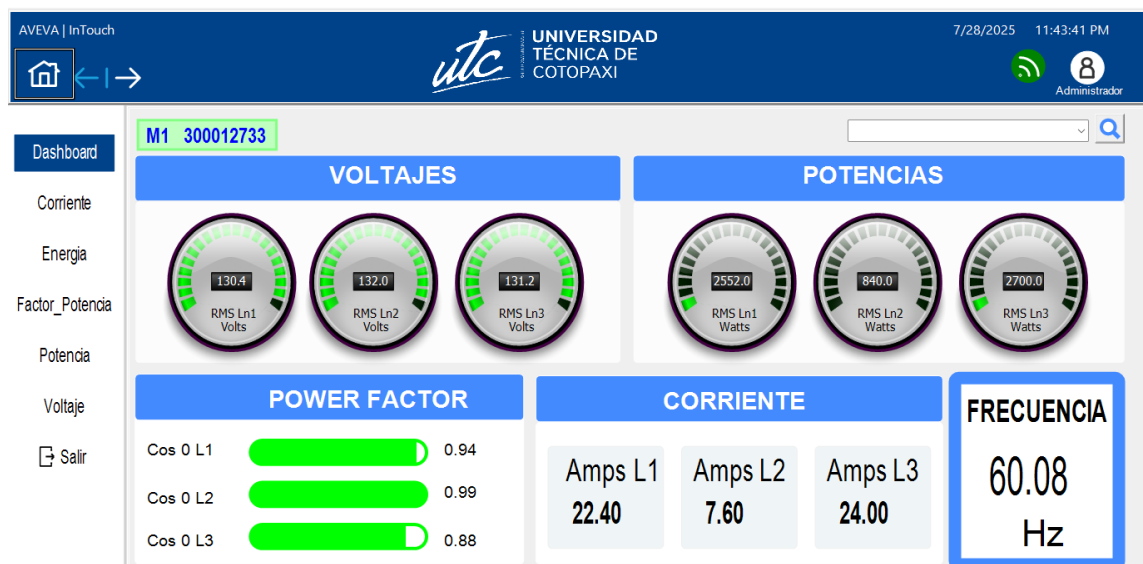 AVEVA | InTouch
7/28/2025 11:43:41 PM
utc
UNIVERSIDAD
TÉCNICA DE
COTOPAXI
Administrador
M1 300012733
Dashboard
Corriente
Energia
Factor_Potencia
Potencia
Voltaje
Salir
VOLTAJES
130.4
RMS Ln1
Volts
132.0
RMS Ln2
Volts
131.2
RMS Ln3
Volts
POTENCIAS
2552.0
RMS Ln1
Watts
840.0
RMS Ln2
Watts
2700.0
RMS Ln3
Watts
POWER FACTOR
Cos 0 L1 0.94
Cos 0 L2 0.99
Cos 0 L3 0.88
CORRIENTE
Amps L1
22.40
Amps L2
7.60
Amps L3
24.00
FRECUENCIA
60.08
Hz